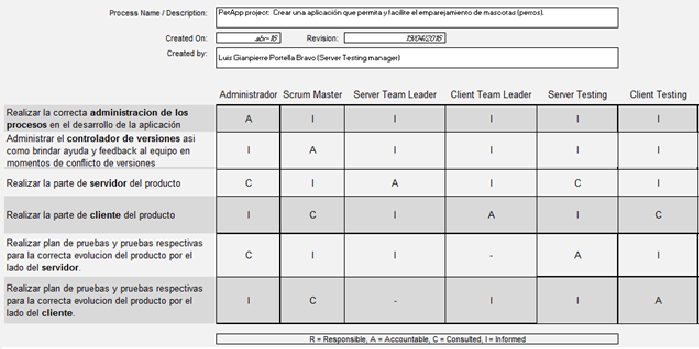 Process Name / Description: PetApp project: Crear una aplicación que permita y facilite el emparejamiento de mascotas (perros).
Created On: abr-15 Revision: 19/04/2015
Created by: Luis Gianpierre Portella Bravo (Server Testing manager)
Administrador Scrum Master Server Team Leader Client Team Leader Server Testing Client Testing
Realizar la correcta administracion de los
procesos en el desarrollo de la aplicación
A I I I I I
Administrar el controlador de versiones asi
como brindar ayuda y feedback al equipo en
momentos de conflicto de versiones
I A I I I I
Realizar la parte de servidor del producto C I A I C I
Realizar la parte de cliente del producto I C I A I C
Realizar plan de pruebas y pruebas respectivas
para la correcta evolucion del producto por el
lado del servidor.
C I I - A I
Realizar plan de pruebas y pruebas respectivas
para la correcta evolucion del producto por el
lado del cliente.
I C - I I A
R = Responsible, A = Accountable, C = Consulted, I = Informed